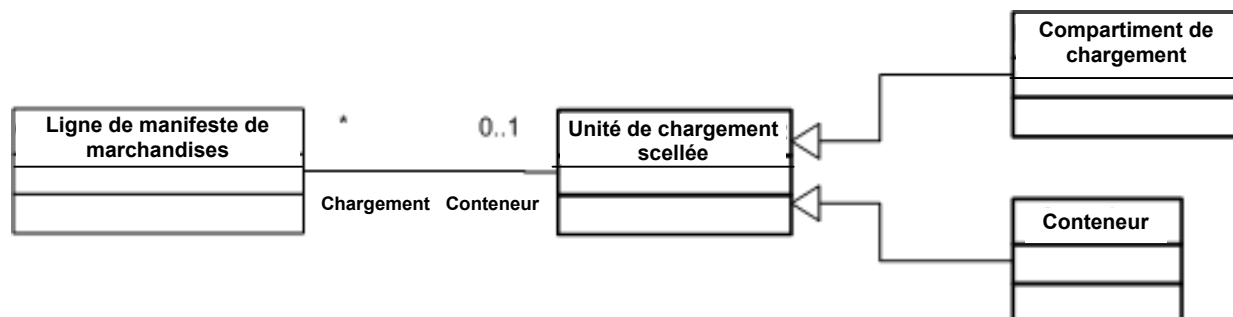 Compartiment de
chargement
Ligne de manifeste de
marchandises
*
0..1
Unité de chargement
scellée
Chargement
Conteneur
Conteneur